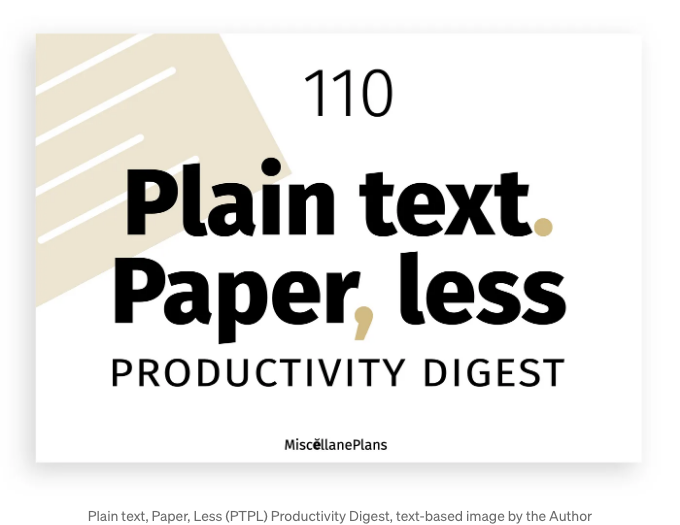 110
Plain text.
Paper, less
PRODUCTIVITY DIGEST
MiscĕllanePlans
Plain text, Paper, Less (PTPL) Productivity Digest, text-based image by the Author